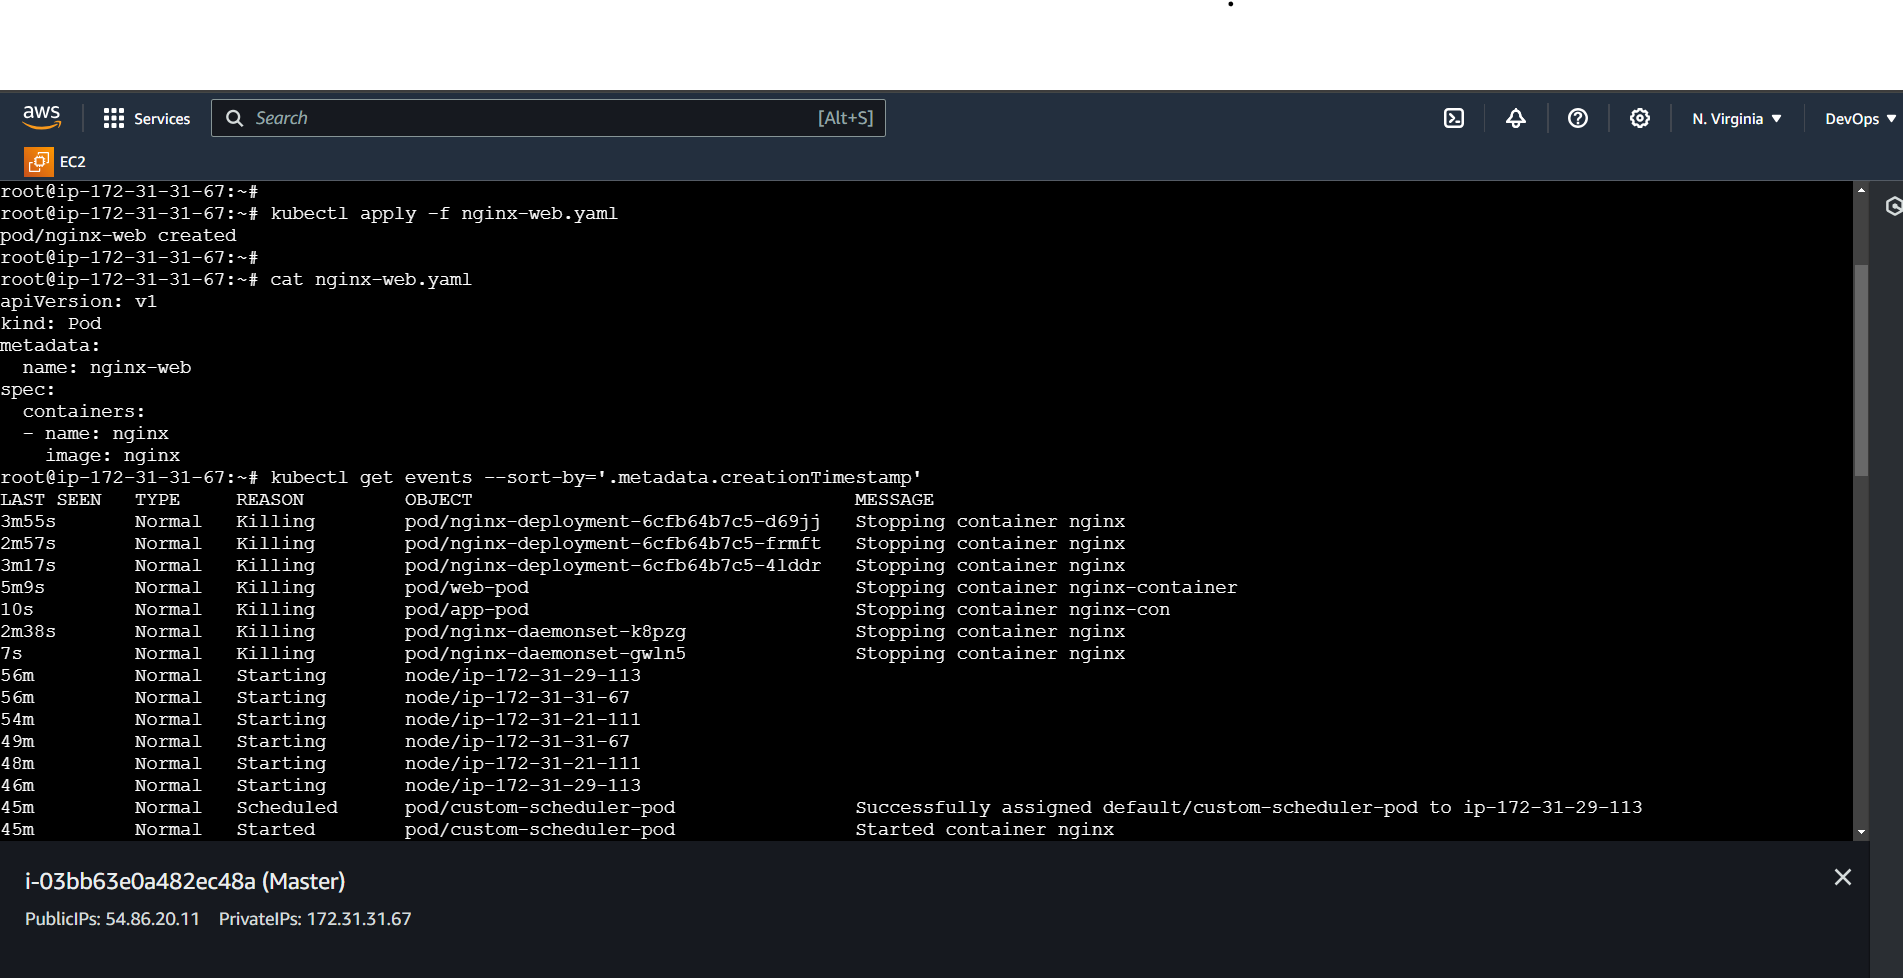 aws
Services
Search [Alt+S]
N. Virginia
DevOps
EC2
root@ip-172-31-31-67:~#
root@ip-172-31-31-67:~# kubectl apply -f nginx-web.yaml
pod/nginx-web created
root@ip-172-31-31-67:~#
root@ip-172-31-31-67:~# cat nginx-web.yaml
apiVersion: v1
kind: Pod
metadata:
  name: nginx-web
spec:
  containers:
  - name: nginx
    image: nginx
root@ip-172-31-31-67:~# kubectl get events --sort-by='.metadata.creationTimestamp'
LAST SEEN   TYPE     REASON         OBJECT                                  MESSAGE
3m55s       Normal   Killing        pod/nginx-deployment-6cfb64b7c5-d69jj   Stopping container nginx
2m57s       Normal   Killing        pod/nginx-deployment-6cfb64b7c5-frmft   Stopping container nginx
3m17s       Normal   Killing        pod/nginx-deployment-6cfb64b7c5-4lddr   Stopping container nginx
5m9s        Normal   Killing        pod/web-pod                             Stopping container nginx-container
10s         Normal   Killing        pod/app-pod                             Stopping container nginx-con
2m38s       Normal   Killing        pod/nginx-daemonset-k8pzg               Stopping container nginx
7s          Normal   Killing        pod/nginx-daemonset-gwln5               Stopping container nginx
56m         Normal   Starting       node/ip-172-31-29-113
56m         Normal   Starting       node/ip-172-31-31-67
54m         Normal   Starting       node/ip-172-31-21-111
49m         Normal   Starting       node/ip-172-31-31-67
48m         Normal   Starting       node/ip-172-31-21-111
46m         Normal   Starting       node/ip-172-31-29-113
45m         Normal   Scheduled      pod/custom-scheduler-pod                Successfully assigned default/custom-scheduler-pod to ip-172-31-29-113
45m         Normal   Started        pod/custom-scheduler-pod                Started container nginx
i-03bb63e0a482ec48a (Master)
PublicIPs: 54.86.20.11 PrivateIPs: 172.31.31.67